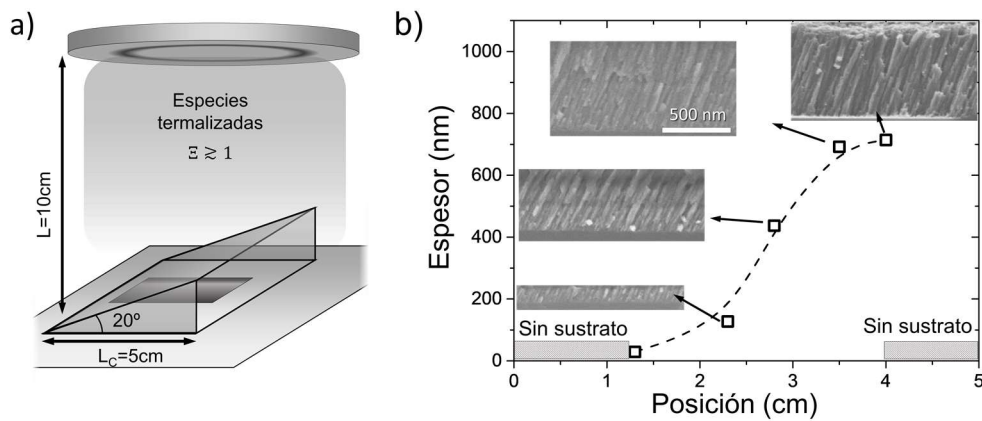 a)
Especies
termalizadas
Ξ ≳ 1
L=10cm
20º
L_C=5cm
b)
Espesor (nm)
1000
800
600
400
200
0
500 nm
Sin sustrato
Sin sustrato
0
1
2
3
4
5
Posición (cm)